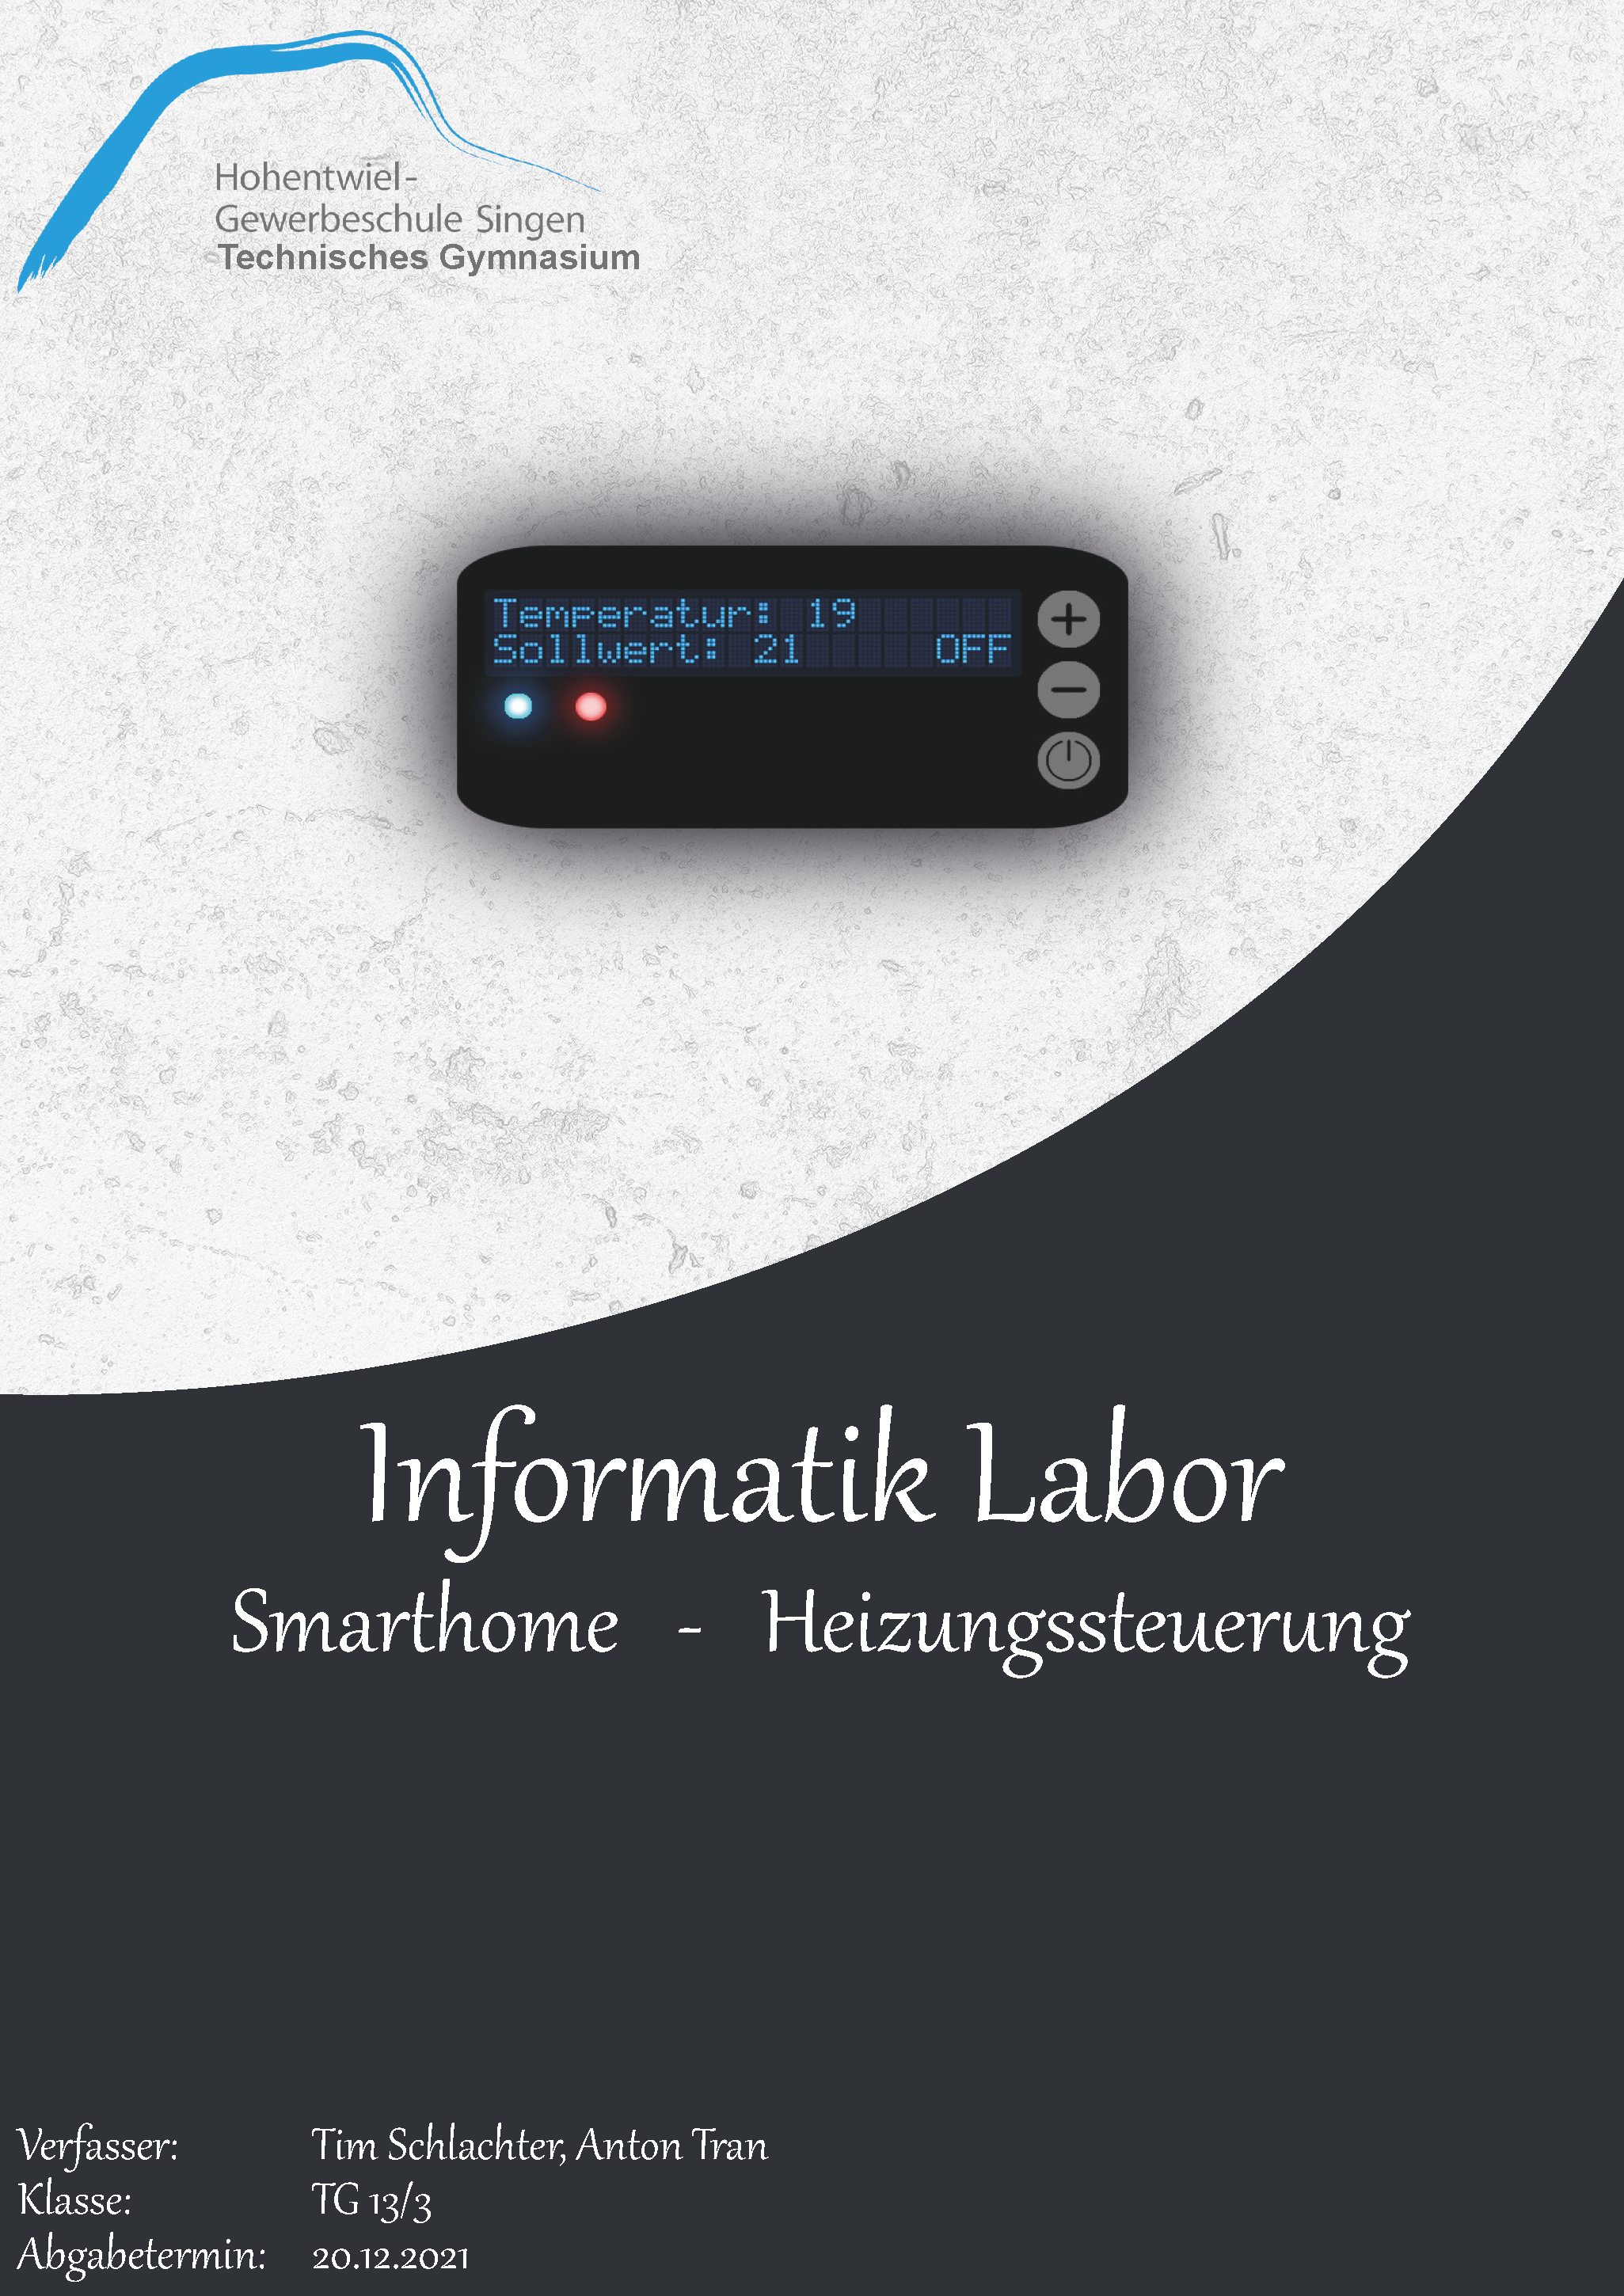 Hohentwiel-
Gewerbeschule Singen
Technisches Gymnasium
Temperatur: 19
Sollwert: 21 OFF
Informatik Labor
Smarthome - Heizungssteuerung
Verfasser: Tim Schlachter, Anton Tran
Klasse: TG 13/3
Abgabetermin: 20.12.2021